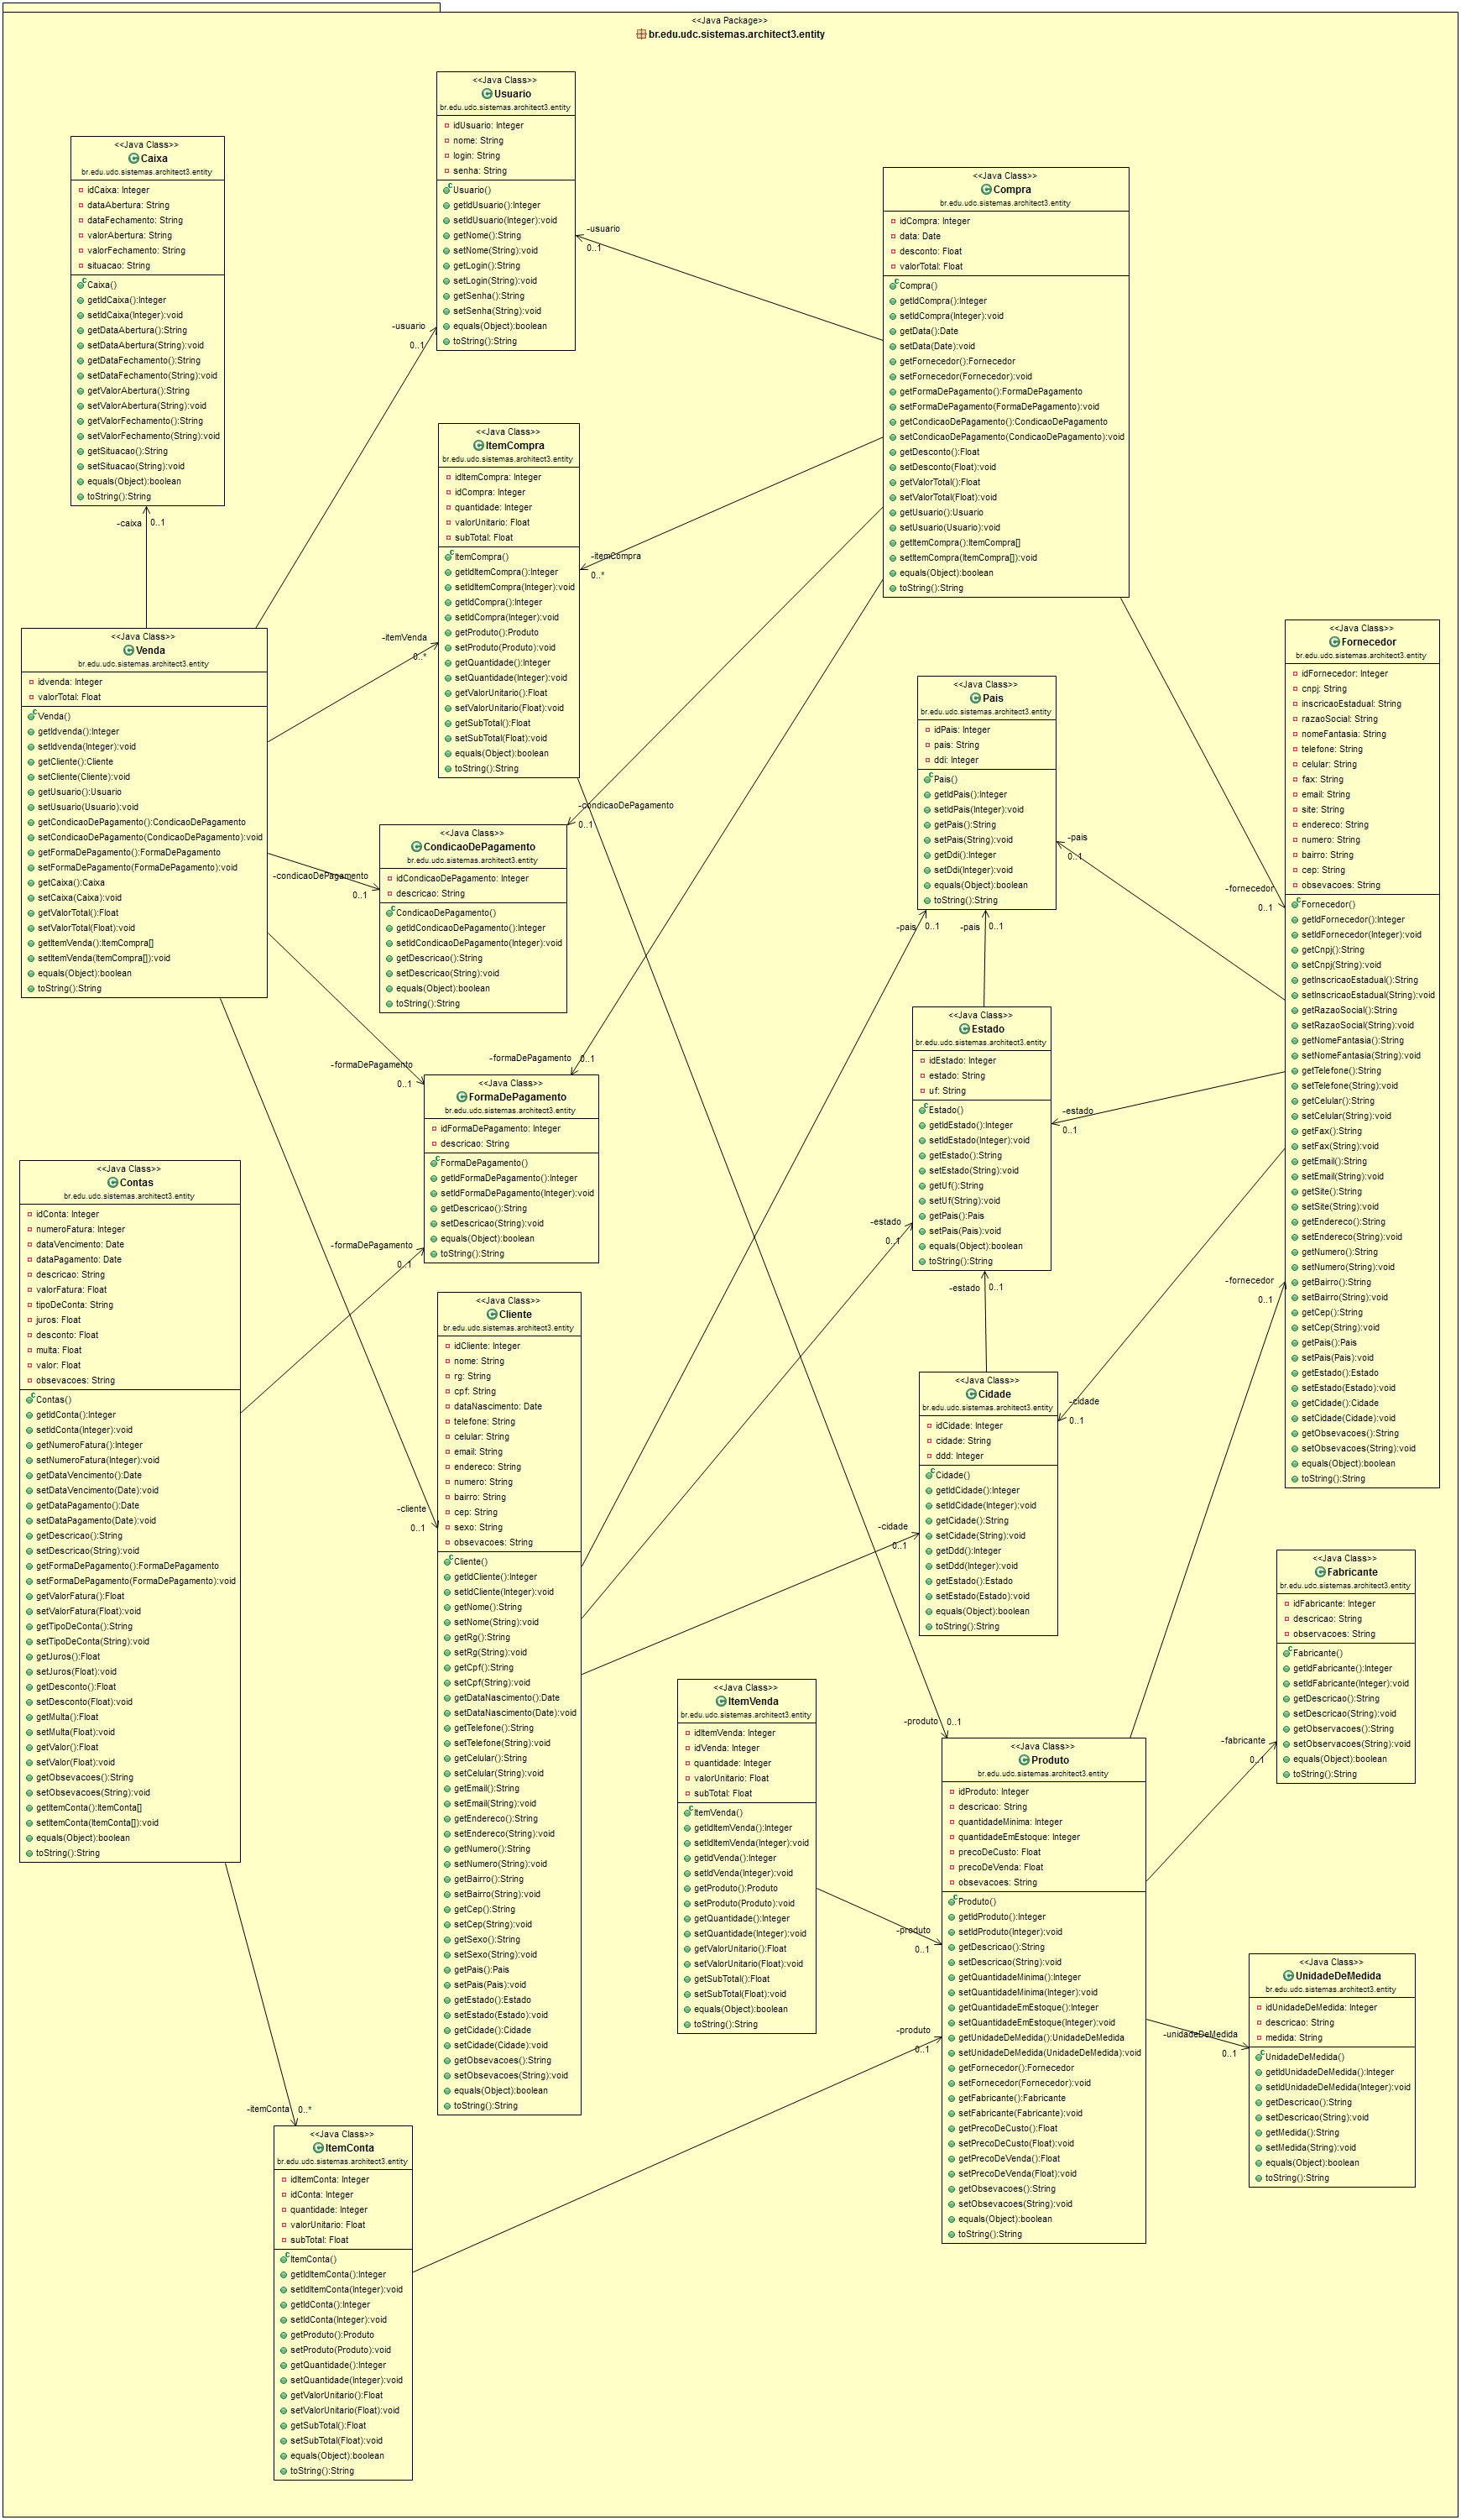 <<Java Package>>
br.edu.udc.sistemas.architect3.entity
<<Java Class>>
Usuario
br.edu.udc.sistemas.architect3.entity
idUsuario: Integer
nome: String
login: String
senha: String
Usuario()
getIdUsuario():Integer
setIdUsuario(Integer):void
getNome():String
setNome(String):void
getLogin():String
setLogin(String):void
getSenha():String
setSenha(String):void
equals(Object):boolean
toString():String
<<Java Class>>
Caixa
br.edu.udc.sistemas.architect3.entity
idCaixa: Integer
dataAbertura: String
dataFechamento: String
valorAbertura: String
valorFechamento: String
situacao: String
Caixa()
getIdCaixa():Integer
setIdCaixa(Integer):void
getDataAbertura():String
setDataAbertura(String):void
getDataFechamento():String
setDataFechamento(String):void
getValorAbertura():String
setValorAbertura(String):void
getValorFechamento():String
setValorFechamento(String):void
getSituacao():String
setSituacao(String):void
equals(Object):boolean
toString():String
<<Java Class>>
Compra
br.edu.udc.sistemas.architect3.entity
idCompra: Integer
data: Date
desconto: Float
valorTotal: Float
Compra()
getIdCompra():Integer
setIdCompra(Integer):void
getData():Date
setData(Date):void
getFornecedor():Fornecedor
setFornecedor(Fornecedor):void
getFormaDePagamento():FormaDePagamento
setFormaDePagamento(FormaDePagamento):void
getCondicaoDePagamento():CondicaoDePagamento
setCondicaoDePagamento(CondicaoDePagamento):void
getDesconto():Float
setDesconto(Float):void
getValorTotal():Float
setValorTotal(Float):void
getUsuario():Usuario
setUsuario(Usuario):void
getItemCompra():ItemCompra[]
setItemCompra(ItemCompra[]):void
equals(Object):boolean
toString():String
-usuario
0..1
-usuario
0..1
<<Java Class>>
ItemCompra
br.edu.udc.sistemas.architect3.entity
idItemCompra: Integer
idCompra: Integer
quantidade: Integer
valorUnitario: Float
subTotal: Float
ItemCompra()
getIdItemCompra():Integer
setIdItemCompra(Integer):void
getIdCompra():Integer
setIdCompra(Integer):void
getProduto():Produto
setProduto(Produto):void
getQuantidade():Integer
setQuantidade(Integer):void
getValorUnitario():Float
setValorUnitario(Float):void
getSubTotal():Float
setSubTotal(Float):void
equals(Object):boolean
toString():String
-caixa
0..1
-itemCompra
0..*
-itemVenda
0..*
<<Java Class>>
Venda
br.edu.udc.sistemas.architect3.entity
idvenda: Integer
valorTotal: Float
Venda()
getIdvenda():Integer
setIdvenda(Integer):void
getCliente():Cliente
setCliente(Cliente):void
getUsuario():Usuario
setUsuario(Usuario):void
getCondicaoDePagamento():CondicaoDePagamento
setCondicaoDePagamento(CondicaoDePagamento):void
getFormaDePagamento():FormaDePagamento
setFormaDePagamento(FormaDePagamento):void
getCaixa():Caixa
setCaixa(Caixa):void
getValorTotal():Float
setValorTotal(Float):void
getItemVenda():ItemCompra[]
setItemVenda(ItemCompra[]):void
equals(Object):boolean
toString():String
<<Java Class>>
Fornecedor
br.edu.udc.sistemas.architect3.entity
idFornecedor: Integer
cnpj: String
inscricaoEstadual: String
razaoSocial: String
nomeFantasia: String
telefone: String
celular: String
fax: String
email: String
site: String
endereco: String
numero: String
bairro: String
cep: String
obsevacoes: String
Fornecedor()
getIdFornecedor():Integer
setIdFornecedor(Integer):void
getCnpj():String
setCnpj(String):void
getInscricaoEstadual():String
setInscricaoEstadual(String):void
getRazaoSocial():String
setRazaoSocial(String):void
getNomeFantasia():String
setNomeFantasia(String):void
getTelefone():String
setTelefone(String):void
getCelular():String
setCelular(String):void
getFax():String
setFax(String):void
getEmail():String
setEmail(String):void
getSite():String
setSite(String):void
getEndereco():String
setEndereco(String):void
getNumero():String
setNumero(String):void
getBairro():String
setBairro(String):void
getCep():String
setCep(String):void
getPais():Pais
setPais(Pais):void
getEstado():Estado
setEstado(Estado):void
getCidade():Cidade
setCidade(Cidade):void
getObsevacoes():String
setObsevacoes(String):void
equals(Object):boolean
toString():String
<<Java Class>>
Pais
br.edu.udc.sistemas.architect3.entity
idPais: Integer
pais: String
ddi: Integer
Pais()
getIdPais():Integer
setIdPais(Integer):void
getPais():String
setPais(String):void
getDdi():Integer
setDdi(Integer):void
equals(Object):boolean
toString():String
-condicaoDePagamento
0..1
-condicaoDePagamento
0..1
<<Java Class>>
CondicaoDePagamento
br.edu.udc.sistemas.architect3.entity
idCondicaoDePagamento: Integer
descricao: String
CondicaoDePagamento()
getIdCondicaoDePagamento():Integer
setIdCondicaoDePagamento(Integer):void
getDescricao():String
setDescricao(String):void
equals(Object):boolean
toString():String
-pais
0..1
-fornecedor
0..1
-pais
0..1
-pais
0..1
<<Java Class>>
Estado
br.edu.udc.sistemas.architect3.entity
idEstado: Integer
estado: String
uf: String
Estado()
getIdEstado():Integer
setIdEstado(Integer):void
getEstado():String
setEstado(String):void
getUf():String
setUf(String):void
getPais():Pais
setPais(Pais):void
equals(Object):boolean
toString():String
-formaDePagamento
0..1
-formaDePagamento
0..1
<<Java Class>>
FormaDePagamento
br.edu.udc.sistemas.architect3.entity
idFormaDePagamento: Integer
descricao: String
FormaDePagamento()
getIdFormaDePagamento():Integer
setIdFormaDePagamento(Integer):void
getDescricao():String
setDescricao(String):void
equals(Object):boolean
toString():String
-estado
0..1
-estado
0..1
-formaDePagamento
0..1
<<Java Class>>
Contas
br.edu.udc.sistemas.architect3.entity
idConta: Integer
numeroFatura: Integer
dataVencimento: Date
dataPagamento: Date
descricao: String
valorFatura: Float
tipoDeConta: String
juros: Float
desconto: Float
multa: Float
valor: Float
obsevacoes: String
Contas()
getIdConta():Integer
setIdConta(Integer):void
getNumeroFatura():Integer
setNumeroFatura(Integer):void
getDataVencimento():Date
setDataVencimento(Date):void
getDataPagamento():Date
setDataPagamento(Date):void
getDescricao():String
setDescricao(String):void
getFormaDePagamento():FormaDePagamento
setFormaDePagamento(FormaDePagamento):void
getValorFatura():Float
setValorFatura(Float):void
getTipoDeConta():String
setTipoDeConta(String):void
getJuros():Float
setJuros(Float):void
getDesconto():Float
setDesconto(Float):void
getMulta():Float
setMulta(Float):void
getValor():Float
setValor(Float):void
getObsevacoes():String
setObsevacoes(String):void
getItemConta():ItemConta[]
setItemConta(ItemConta[]):void
equals(Object):boolean
toString():String
<<Java Class>>
Cliente
br.edu.udc.sistemas.architect3.entity
idCliente: Integer
nome: String
rg: String
cpf: String
dataNascimento: Date
telefone: String
celular: String
email: String
endereco: String
numero: String
bairro: String
cep: String
sexo: String
obsevacoes: String
Cliente()
getIdCliente():Integer
setIdCliente(Integer):void
getNome():String
setNome(String):void
getRg():String
setRg(String):void
getCpf():String
setCpf(String):void
getDataNascimento():Date
setDataNascimento(Date):void
getTelefone():String
setTelefone(String):void
getCelular():String
setCelular(String):void
getEmail():String
setEmail(String):void
getEndereco():String
setEndereco(String):void
getNumero():String
setNumero(String):void
getBairro():String
setBairro(String):void
getCep():String
setCep(String):void
getSexo():String
setSexo(String):void
getPais():Pais
setPais(Pais):void
getEstado():Estado
setEstado(Estado):void
getCidade():Cidade
setCidade(Cidade):void
getObsevacoes():String
setObsevacoes(String):void
equals(Object):boolean
toString():String
-estado
0..1
-fornecedor
0..1
<<Java Class>>
Cidade
br.edu.udc.sistemas.architect3.entity
idCidade: Integer
cidade: String
ddd: Integer
Cidade()
getIdCidade():Integer
setIdCidade(Integer):void
getCidade():String
setCidade(String):void
getDdd():Integer
setDdd(Integer):void
getEstado():Estado
setEstado(Estado):void
equals(Object):boolean
toString():String
-cidade
0..1
-cliente
0..1
-cidade
0..1
<<Java Class>>
Fabricante
br.edu.udc.sistemas.architect3.entity
idFabricante: Integer
descricao: String
observacoes: String
Fabricante()
getIdFabricante():Integer
setIdFabricante(Integer):void
getDescricao():String
setDescricao(String):void
getObservacoes():String
setObservacoes(String):void
equals(Object):boolean
toString():String
<<Java Class>>
ItemVenda
br.edu.udc.sistemas.architect3.entity
idItemVenda: Integer
idVenda: Integer
quantidade: Integer
valorUnitario: Float
subTotal: Float
ItemVenda()
getIdItemVenda():Integer
setIdItemVenda(Integer):void
getIdVenda():Integer
setIdVenda(Integer):void
getProduto():Produto
setProduto(Produto):void
getQuantidade():Integer
setQuantidade(Integer):void
getValorUnitario():Float
setValorUnitario(Float):void
getSubTotal():Float
setSubTotal(Float):void
equals(Object):boolean
toString():String
-produto
0..1
-fabricante
0..1
<<Java Class>>
Produto
br.edu.udc.sistemas.architect3.entity
idProduto: Integer
descricao: String
quantidadeMinima: Integer
quantidadeEmEstoque: Integer
precoDeCusto: Float
precoDeVenda: Float
obsevacoes: String
Produto()
getIdProduto():Integer
setIdProduto(Integer):void
getDescricao():String
setDescricao(String):void
getQuantidadeMinima():Integer
setQuantidadeMinima(Integer):void
getQuantidadeEmEstoque():Integer
setQuantidadeEmEstoque(Integer):void
getUnidadeDeMedida():UnidadeDeMedida
setUnidadeDeMedida(UnidadeDeMedida):void
getFornecedor():Fornecedor
setFornecedor(Fornecedor):void
getFabricante():Fabricante
setFabricante(Fabricante):void
getPrecoDeCusto():Float
setPrecoDeCusto(Float):void
getPrecoDeVenda():Float
setPrecoDeVenda(Float):void
getObsevacoes():String
setObsevacoes(String):void
equals(Object):boolean
toString():String
-produto
0..1
-produto
0..1
-unidadeDeMedida
0..1
<<Java Class>>
UnidadeDeMedida
br.edu.udc.sistemas.architect3.entity
idUnidadeDeMedida: Integer
descricao: String
medida: String
UnidadeDeMedida()
getIdUnidadeDeMedida():Integer
setIdUnidadeDeMedida(Integer):void
getDescricao():String
setDescricao(String):void
getMedida():String
setMedida(String):void
equals(Object):boolean
toString():String
-itemConta
0..*
<<Java Class>>
ItemConta
br.edu.udc.sistemas.architect3.entity
idItemConta: Integer
idConta: Integer
quantidade: Integer
valorUnitario: Float
subTotal: Float
ItemConta()
getIdItemConta():Integer
setIdItemConta(Integer):void
getIdConta():Integer
setIdConta(Integer):void
getProduto():Produto
setProduto(Produto):void
getQuantidade():Integer
setQuantidade(Integer):void
getValorUnitario():Float
setValorUnitario(Float):void
getSubTotal():Float
setSubTotal(Float):void
equals(Object):boolean
toString():String